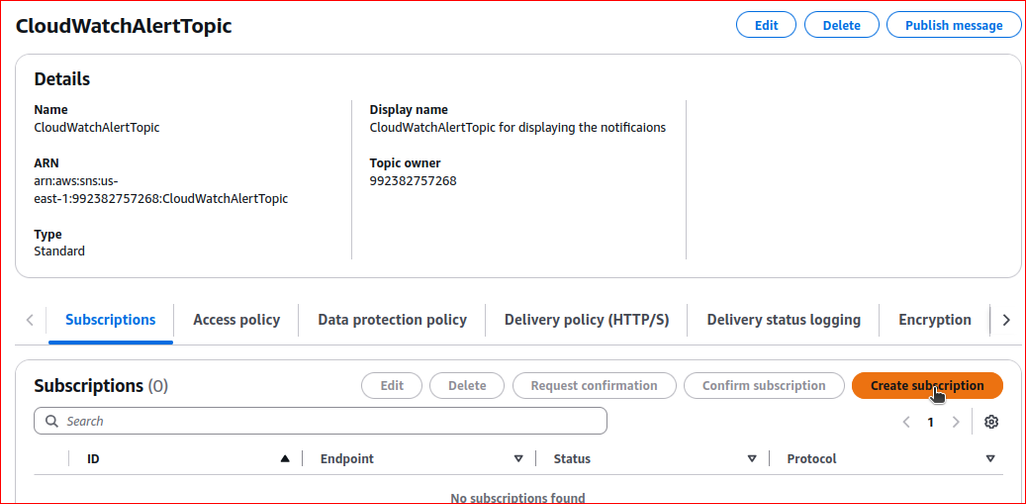 CloudWatchAlertTopic
Edit
Delete
Publish message
Details
Name
CloudWatchAlertTopic
ARN
arn:aws:sns:us-
east-1:992382757268:CloudWatchAlertTopic
Type
Standard
Display name
CloudWatchAlertTopic for displaying the notificaions
Topic owner
992382757268
Subscriptions
Access policy
Data protection policy
Delivery policy (HTTP/S)
Delivery status logging
Encryption
Subscriptions (0)
Edit
Delete
Request confirmation
Confirm subscription
Create subscription
Search
1
ID
Endpoint
Status
Protocol
No subscriptions found